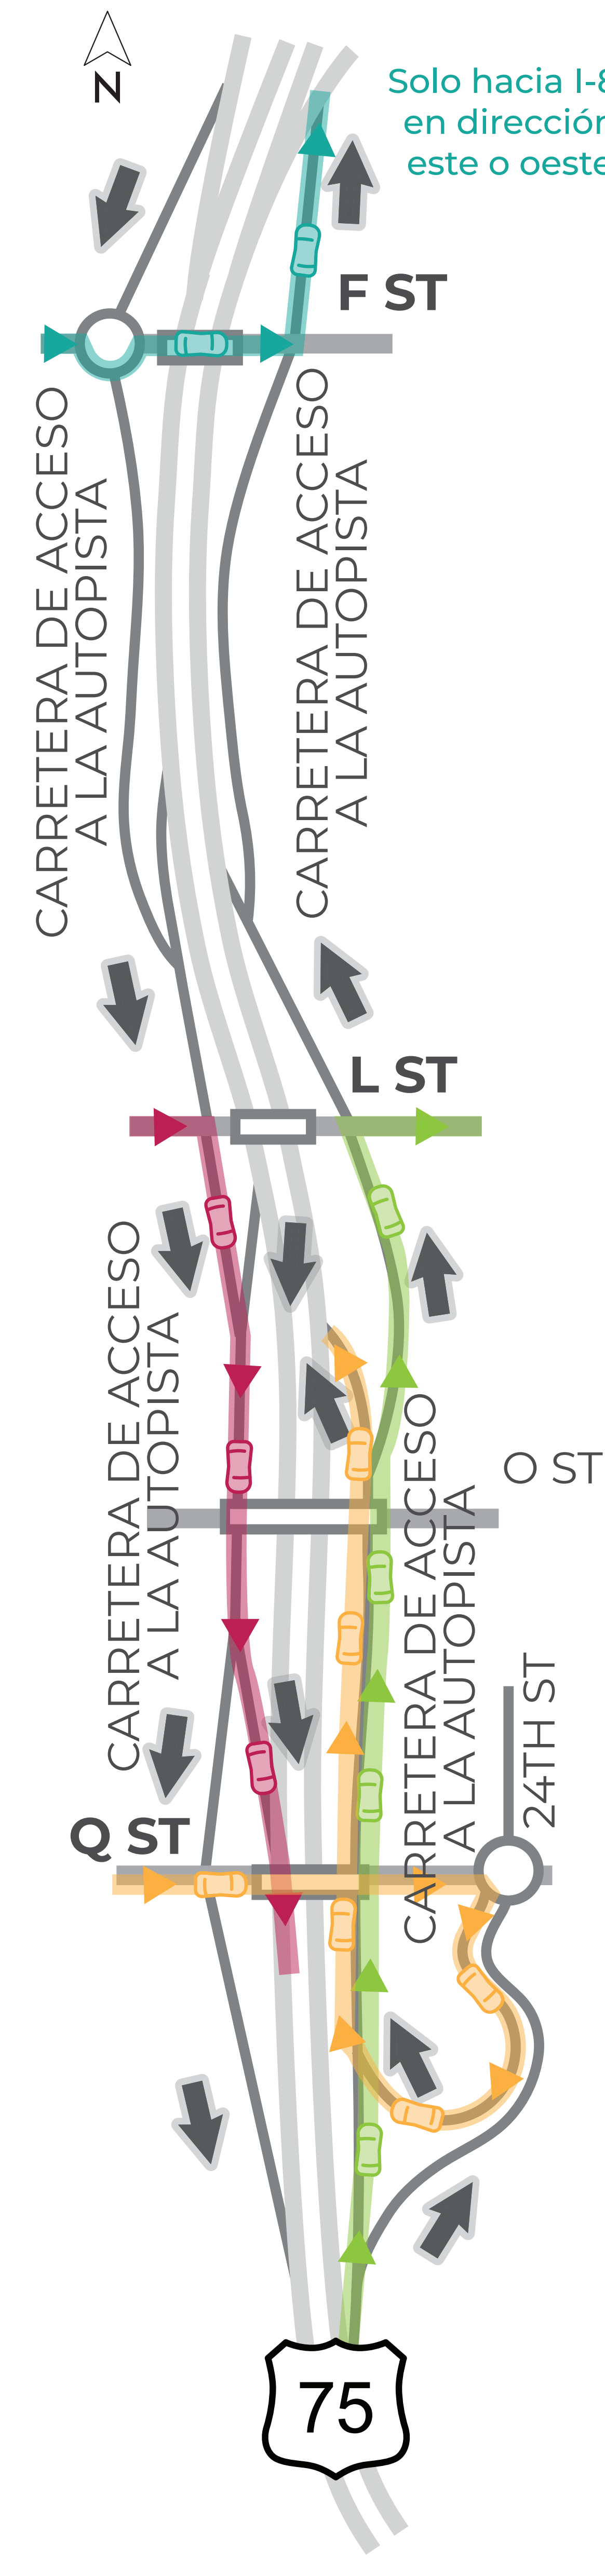 N
Solo hacia I-8
en dirección
este o oeste
F ST
CARRETERA DE ACCESO
A LA AUTOPISTA
CARRETERA DE ACCESO
A LA AUTOPISTA
L ST
CARRETERA DE ACCESO
A LA AUTOPISTA
O ST
CARRETERA DE ACCESO
A LA AUTOPISTA
24TH ST
Q ST
75